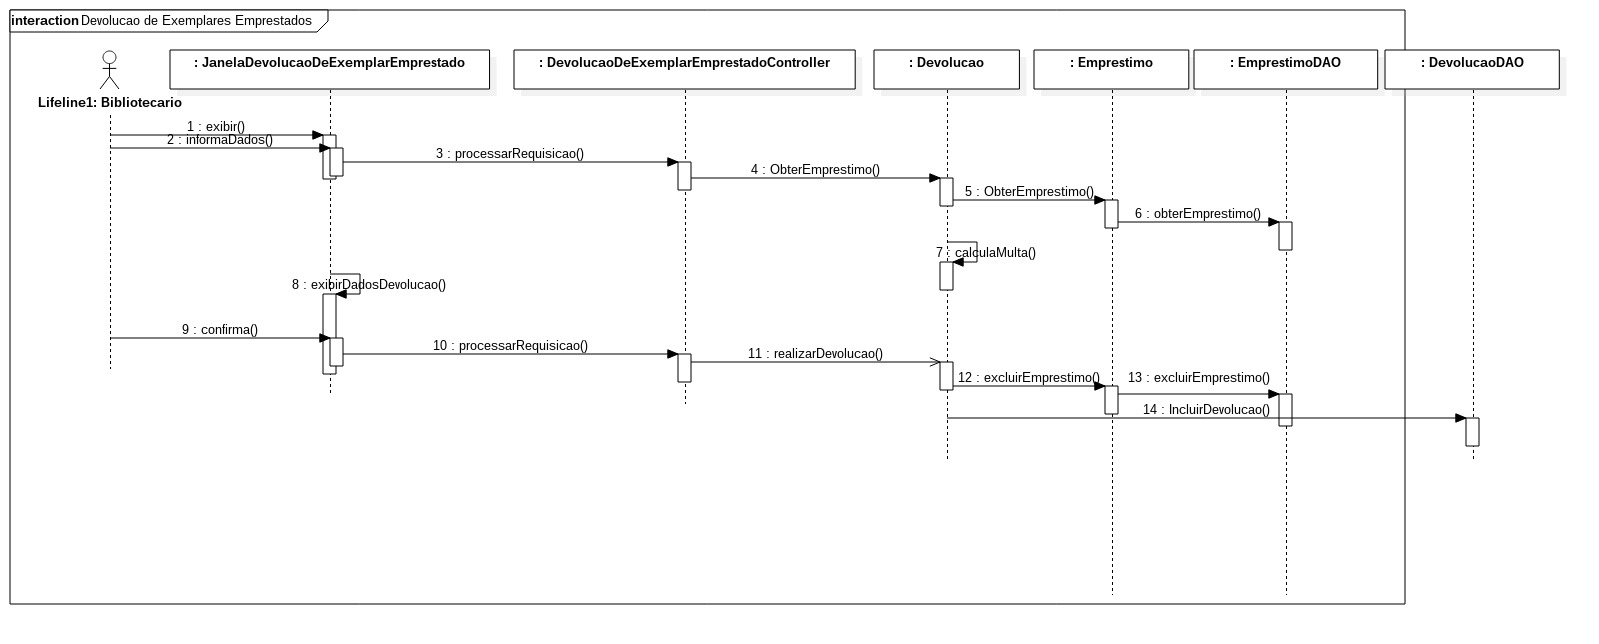 interaction Devolucao de Exemplares Emprestados
: JanelaDevolucaoDeExemplarEmprestado
: DevolucaoDeExemplarEmprestadoController
: Devolucao
: Emprestimo
: EmprestimoDAO
: DevolucaoDAO
Lifeline1: Bibliotecario
1 : exibir()
2 : informaDados()
3 : processarRequisicao()
4 : ObterEmprestimo()
5 : ObterEmprestimo()
6 : obterEmprestimo()
7 : calculaMulta()
8 : exibirDadosDevolucao()
9 : confirma()
10 : processarRequisicao()
11 : realizarDevolucao()
12 : excluirEmprestimo()
13 : excluirEmprestimo()
14 : IncluirDevolucao()